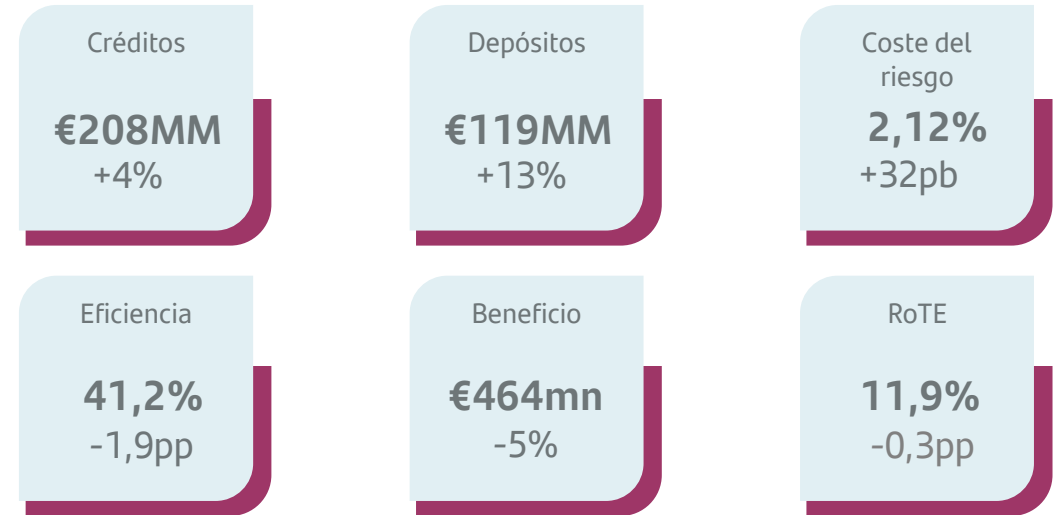 Créditos
€208MM
+4%
Depósitos
€119MM
+13%
Coste del
riesgo
2,12%
+32pb
Eficiencia
41,2%
-1,9pp
Beneficio
€464mn
-5%
RoTE
11,9%
-0,3pp